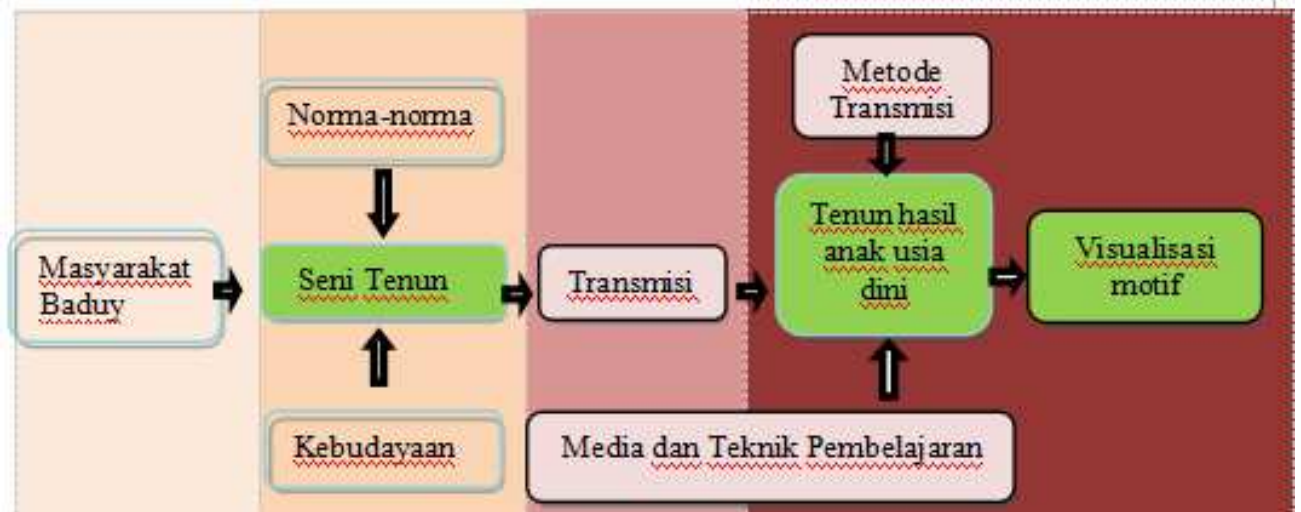 Metode
Transmisi
Norma-norma
Masyarakat
Baduy
Seni Tenun
Transmisi
Tenun hasil
anak usia
dini
Visualisasi
motif
Kebudayaan
Media dan Teknik Pembelajaran